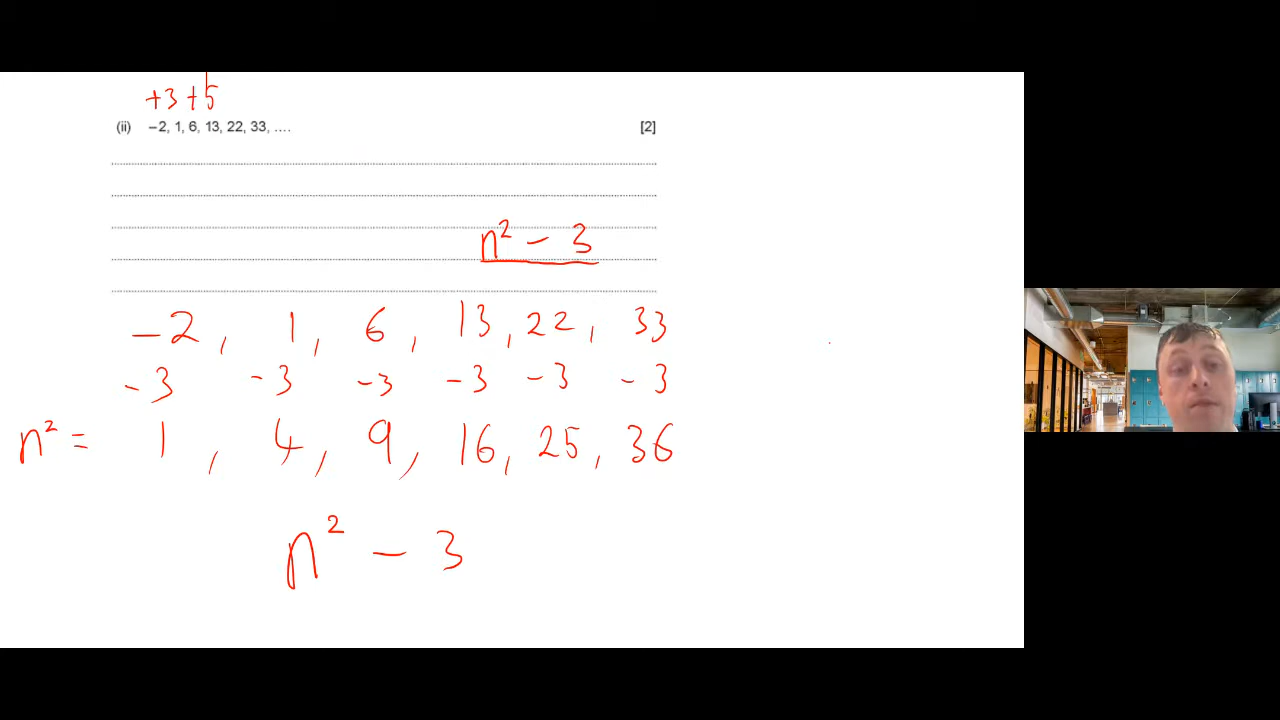 +3 +5
(ii) −2, 1, 6, 13, 22, 33, .... [2]
n² − 3
−2, 1, 6, 13, 22, 33
-3 -3 -3 -3 -3 -3
n² = 1, 4, 9, 16, 25, 36
n² − 3